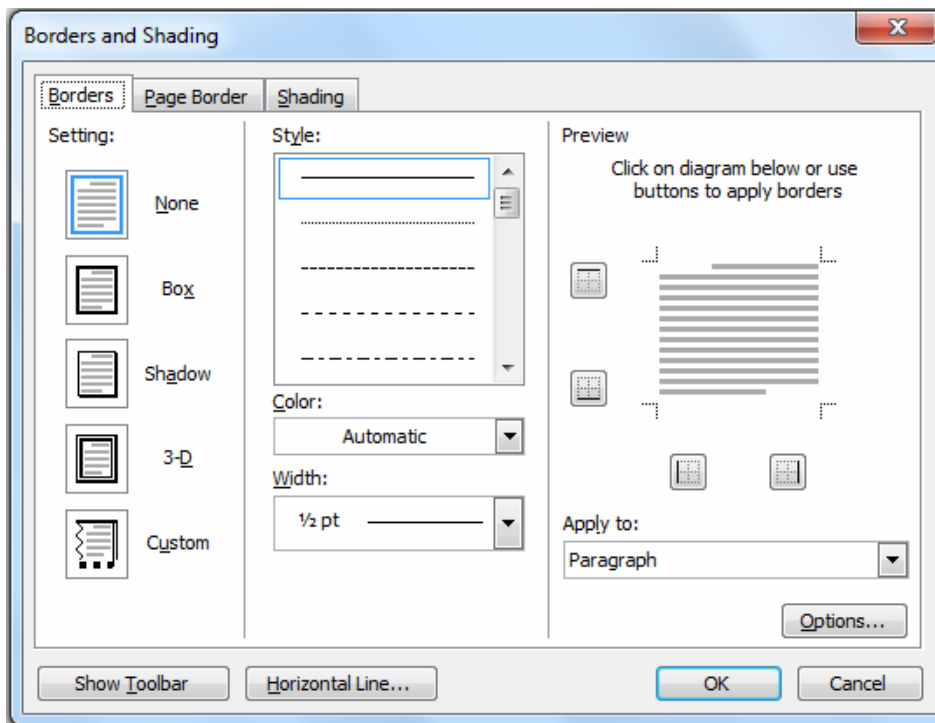 Borders and Shading
Borders
Page Border
Shading
Setting:
None
Box
Shadow
3-D
Custom
Style:
Color:
Automatic
Width:
½ pt
Preview
Click on diagram below or use
buttons to apply borders
Apply to:
Paragraph
Options...
Show Toolbar
Horizontal Line...
OK
Cancel